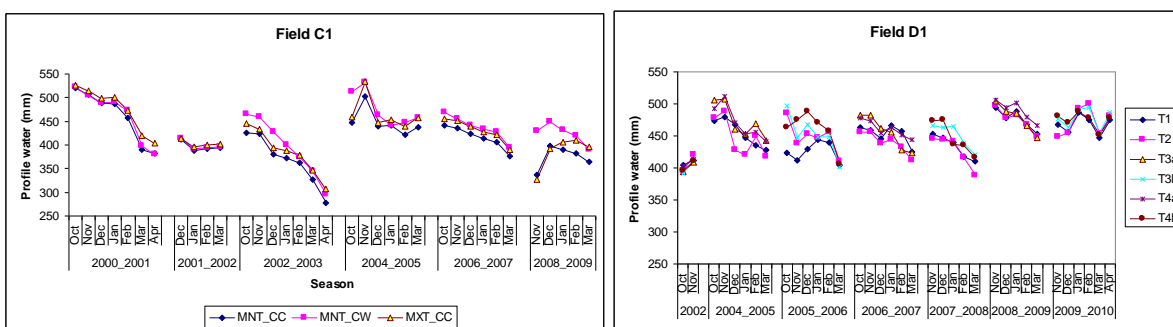 Field C1
Profile water (mm)
550
500
450
400
350
300
250
Oct Nov Dec Jan Feb Mar Apr Dec Jan Feb Mar Oct Nov Dec Jan Feb Mar Apr Oct Nov Dec Jan Feb Mar Oct Nov Dec Jan Feb Mar Nov Dec Jan Feb Mar
2000_2001 2001_2002 2002_2003 2004_2005 2006_2007 2008_2009
Season
MNT_CC MNT_CW MXT_CC
Field D1
Profile water (mm)
550
500
450
400
350
300
250
Oct Nov Oct Nov Dec Jan Feb Mar Oct Nov Dec Jan Feb Mar Oct Nov Dec Jan Feb Mar Nov Dec Jan Feb Mar Nov Dec Jan Feb Mar Nov Dec Jan Feb Mar Apr
2002 2004_2005 2005_2006 2006_2007 2007_2008 2008_2009 2009_2010
T1
T2
T3a